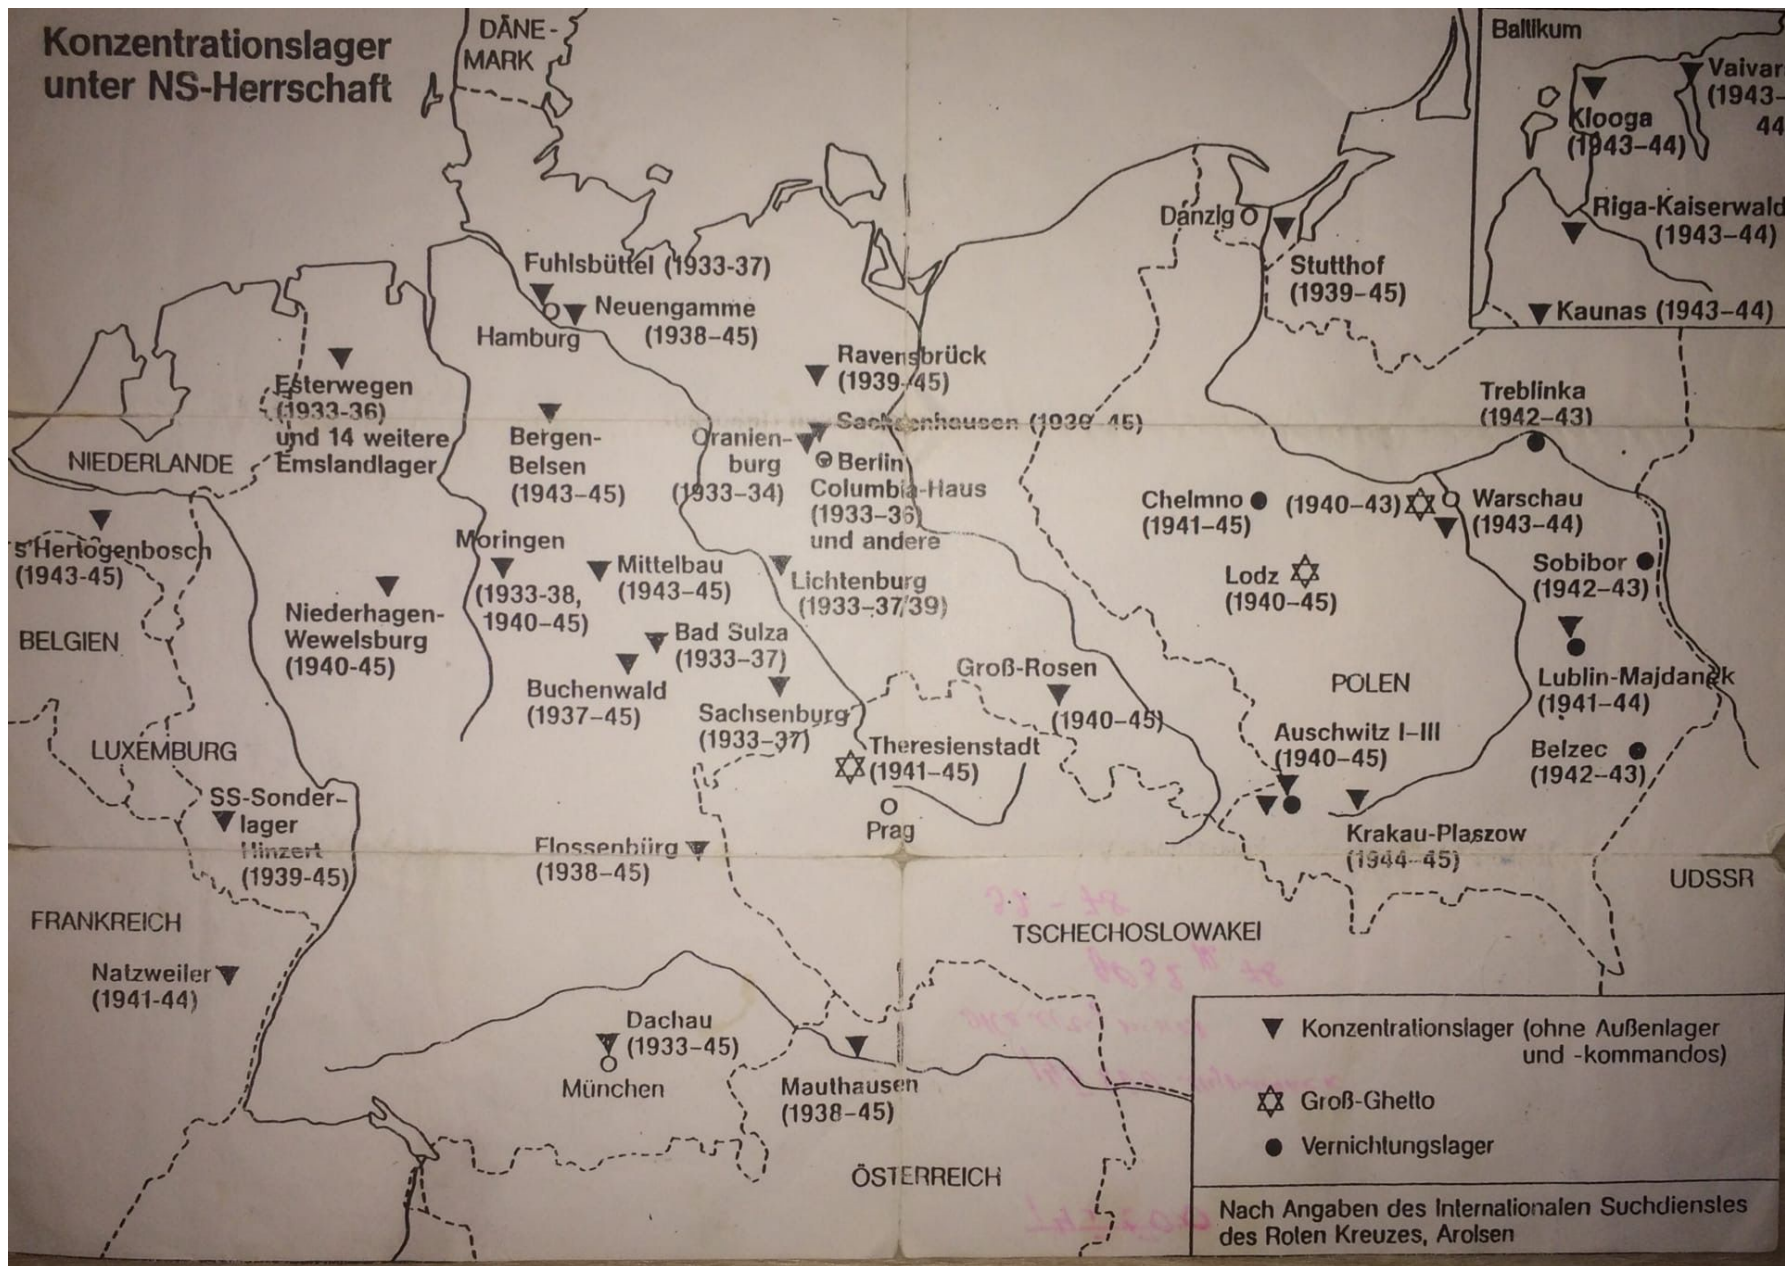 Konzentrationslager
unter NS-Herrschaft
DÄNE-
MARK
Baltikum
Vaivar
(1943-
44
Klooga
(1943-44)
Riga-Kaiserwald
(1943-44)
Kaunas (1943-44)
Danzig
Stutthof
(1939-45)
Fuhlsbüttel (1933-37)
Neuengamme
(1938-45)
Hamburg
Esterwegen
(1933-36)
und 14 weitere
Emslandlager
NIEDERLANDE
Bergen-
Belsen
(1943-45)
Ravensbrück
(1939-45)
Sachsenhausen (1936-45)
Oranien-
burg
(1933-34)
Berlin
Columbia-Haus
(1933-36)
und andere
Treblinka
(1942-43)
Chelmno
(1941-45)
(1940-43)
Warschau
(1943-44)
Lodz
(1940-45)
Sobibor
(1942-43)
s'Hertogenbosch
(1943-45)
BELGIEN
Niederhagen-
Wewelsburg
(1940-45)
Moringen
(1933-38,
1940-45)
Mittelbau
(1943-45)
Lichtenburg
(1933-37/39)
Bad Sulza
(1933-37)
Buchenwald
(1937-45)
Sachsenburg
(1933-37)
Groß-Rosen
(1940-45)
POLEN
Lublin-Majdanek
(1941-44)
Auschwitz I-III
(1940-45)
Belzec
(1942-43)
LUXEMBURG
SS-Sonder-
lager
Hinzert
(1939-45)
Theresienstadt
(1941-45)
Prag
Flossenbürg
(1938-45)
Krakau-Plaszow
(1944-45)
UDSSR
FRANKREICH
TSCHECHOSLOWAKEI
Natzweiler
(1941-44)
Dachau
(1933-45)
München
Mauthausen
(1938-45)
ÖSTERREICH
Konzentrationslager (ohne Außenlager
und -kommandos)
Groß-Ghetto
Vernichtungslager
Nach Angaben des Internationalen Suchdienstes
des Roten Kreuzes, Arolsen